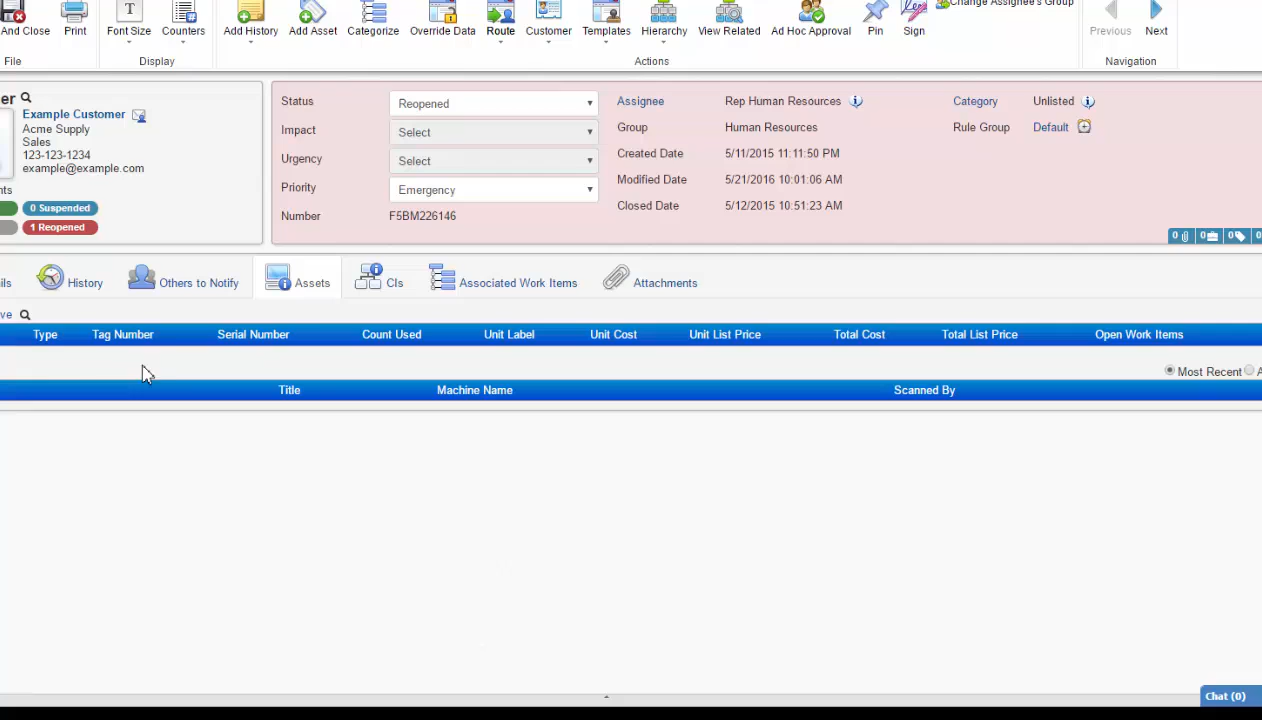 And Close Print Font Size Counters Add History Add Asset Categorize Override Data Route Customer Templates Hierarchy View Related Ad Hoc Approval Pin Sign Change Assignee's Group Previous Next
File Display Actions Navigation
er
Example Customer
Acme Supply
Sales
123-123-1234
example@example.com
nts
0 Suspended
1 Reopened
Status Reopened
Impact Select
Urgency Select
Priority Emergency
Number F5BM226146
Assignee Rep Human Resources
Group Human Resources
Created Date 5/11/2015 11:11:50 PM
Modified Date 5/21/2016 10:01:06 AM
Closed Date 5/12/2015 10:51:23 AM
Category Unlisted
Rule Group Default
0 0 0 0
ils History Others to Notify Assets CIs Associated Work Items Attachments
ve
Type Tag Number Serial Number Count Used Unit Label Unit Cost Unit List Price Total Cost Total List Price Open Work Items
Most Recent A
Title Machine Name Scanned By
Chat (0)